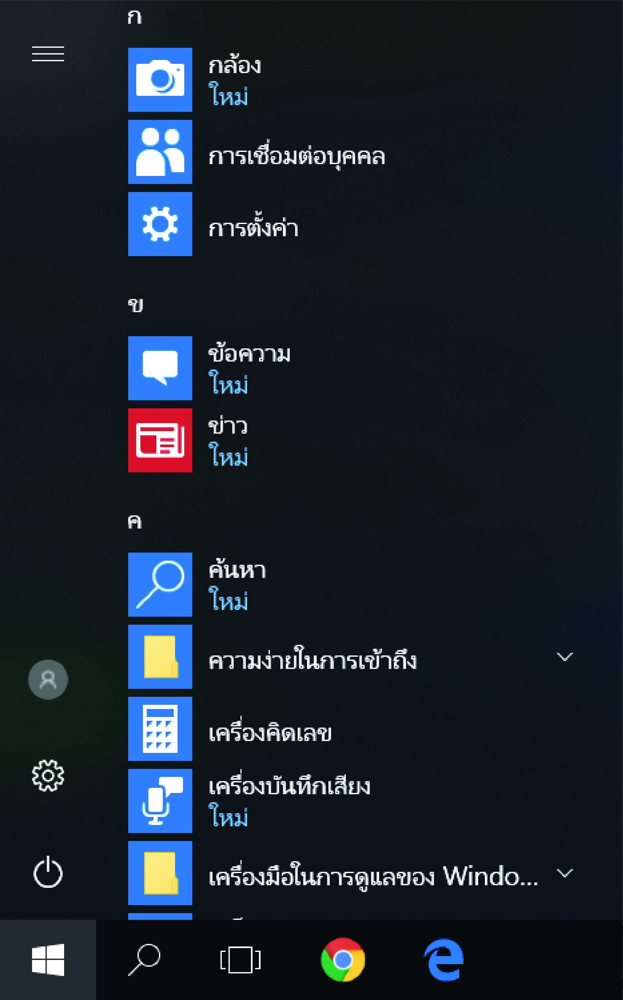 ก
กล้อง
ใหม่
การเชื่อมต่อบุคคล
การตั้งค่า
ข
ข้อความ
ใหม่
ข่าว
ใหม่
ค
ค้นหา
ใหม่
ความง่ายในการเข้าถึง
เครื่องคิดเลข
เครื่องบันทึกเสียง
ใหม่
เครื่องมือในการดูแลของ Windo...